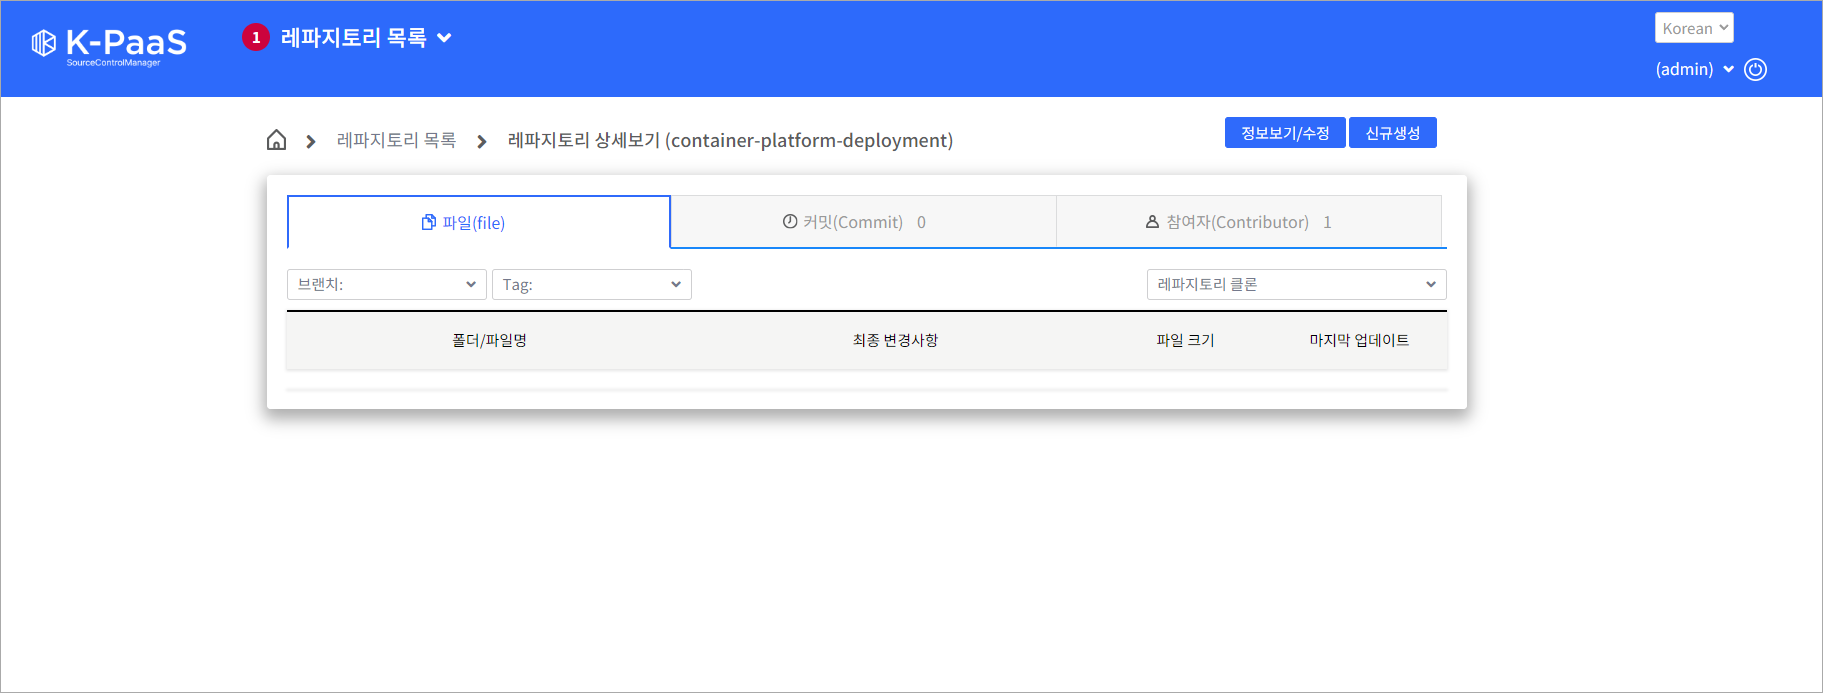 K-PaaS
SourceControlManager
1 레파지토리 목록
Korean
(admin)
레파지토리 목록 레파지토리 상세보기 (container-platform-deployment)
정보보기/수정 신규생성
파일(file) 커밋(Commit) 0 참여자(Contributor) 1
브랜치: Tag: 레파지토리 클론
폴더/파일명 최종 변경사항 파일 크기 마지막 업데이트